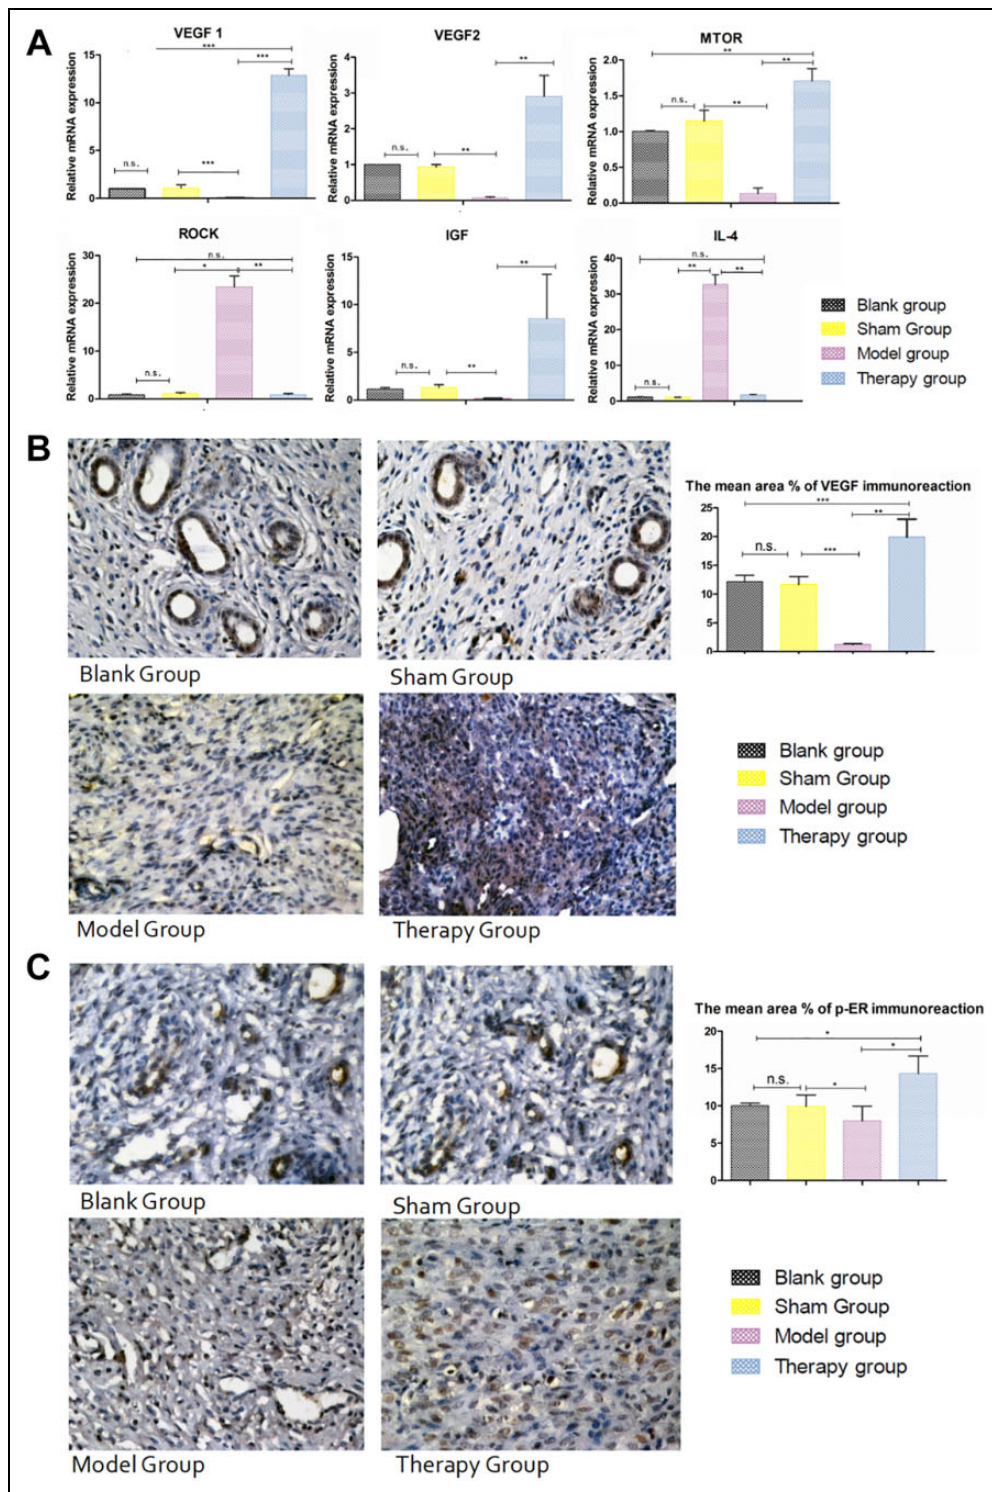 A
VEGF 1
Relative mRNA expression
15
10
5
0
n.s.
***
***
***
VEGF2
Relative mRNA expression
4
3
2
1
0
n.s.
**
**
MTOR
Relative mRNA expression
2.0
1.5
1.0
0.5
0.0
n.s.
**
**
**
ROCK
Relative mRNA expression
30
20
10
0
n.s.
n.s.
*
**
IGF
Relative mRNA expression
15
10
5
0
n.s.
**
**
IL-4
Relative mRNA expression
40
30
20
10
0
n.s.
n.s.
**
**
Blank group
Sham Group
Model group
Therapy group
B
Blank Group
Sham Group
Model Group
Therapy Group
The mean area % of VEGF immunoreaction
25
20
15
10
5
0
n.s.
***
***
**
Blank group
Sham Group
Model group
Therapy group
C
Blank Group
Sham Group
Model Group
Therapy Group
The mean area % of p-ER immunoreaction
20
15
10
5
0
n.s.
*
*
*
Blank group
Sham Group
Model group
Therapy group